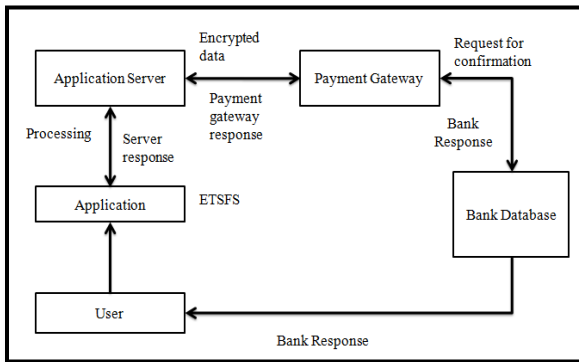 Encrypted
data
Request for
confirmation
Application Server
Payment Gateway
Payment
gateway
response
Processing
Server
response
Bank
Response
Application
ETSFS
Bank Database
User
Bank Response